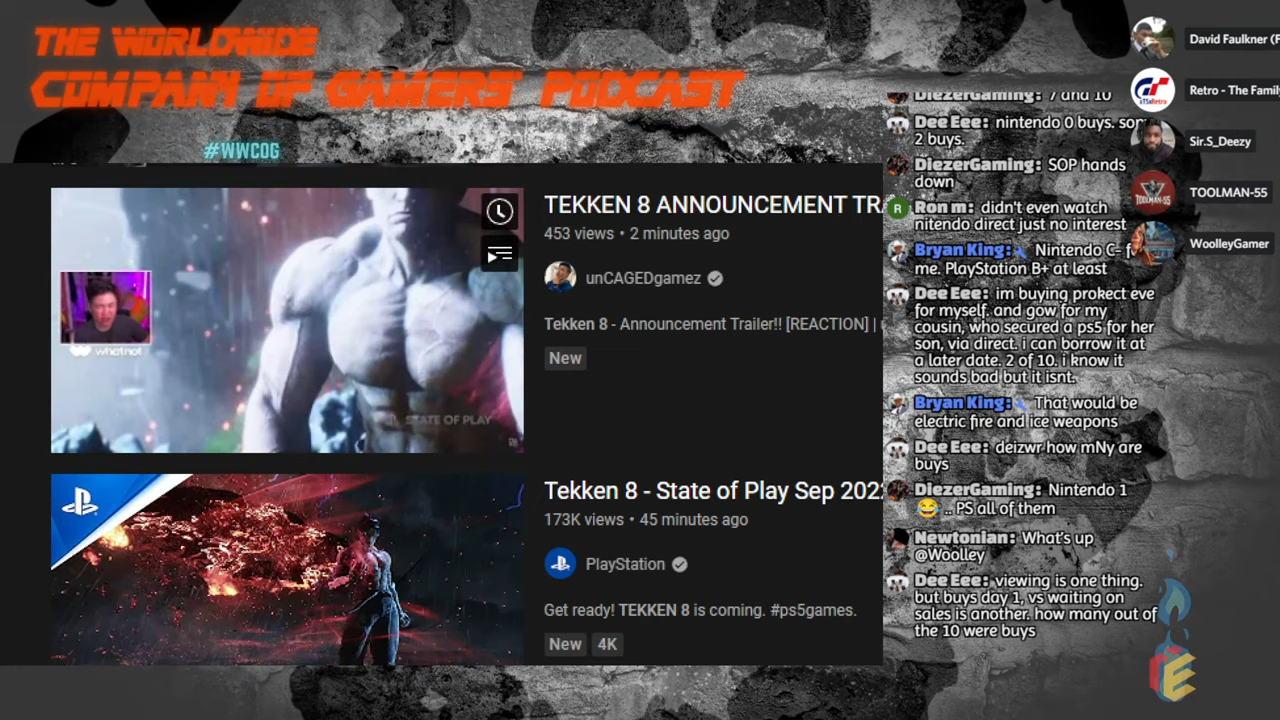 THE WORLDWIDE
COMPANY OF GAMERS' PODCAST
#WWCOG
whatnot
STATE OF PLAY
TEKKEN 8 ANNOUNCEMENT TRA
453 views • 2 minutes ago
unCAGEDgamez
Tekken 8 - Announcement Trailer!! [REACTION] |
New
Tekken 8 - State of Play Sep 2022
173K views • 45 minutes ago
PlayStation
Get ready! TEKKEN 8 is coming. #ps5games.
New 4K
DiezerGaming: 7 and 10
Dee Eee: nintendo 0 buys. sony
2 buys.
DiezerGaming: SOP hands
down
R Ron m: didn't even watch
nitendo direct just no interest
Bryan King: Nintendo C- f
me. PlayStation B+ at least
Dee Eee: im buying prokect eve
for myself. and gow for my
cousin, who secured a ps5 for her
son, via direct. i can borrow it at
a later date. 2 of 10. i know it
sounds bad but it isnt.
Bryan King: That would be
electric fire and ice weapons
Dee Eee: deizwr how mNy are
buys
DiezerGaming: Nintendo 1
😂 .. PS all of them
Newtonian: What's up
@Woolley
Dee Eee: viewing is one thing.
but buys day 1, vs waiting on
sales is another. how many out of
the 10 were buys
David Faulkner (F
Retro - The Family
Sir.S_Deezy
TOOLMAN-55
TOOLMAN-55
WoolleyGamer
E